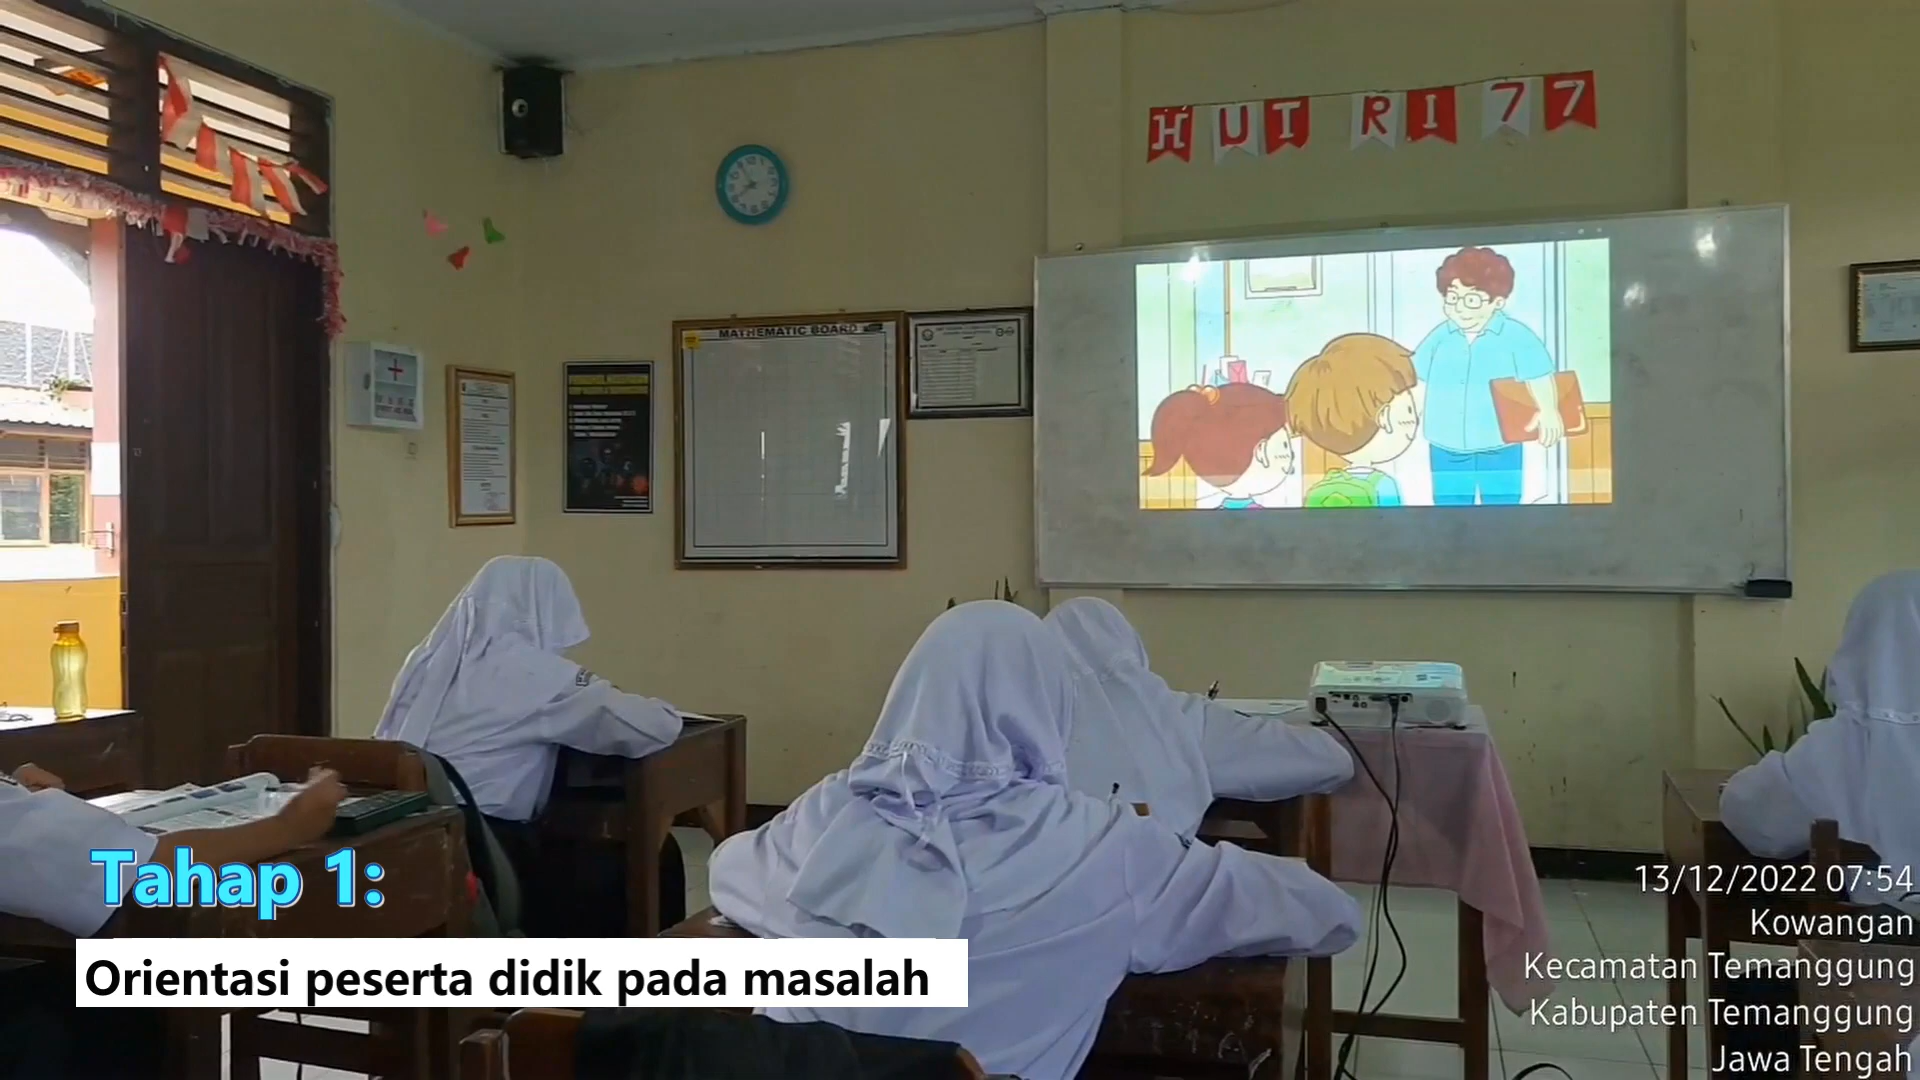 HUT RI 77
MATHEMATIC BOARD
Tahap 1:
Orientasi peserta didik pada masalah
13/12/2022 07:54
Kowangan
Kecamatan Temanggung
Kabupaten Temanggung
Jawa Tengah